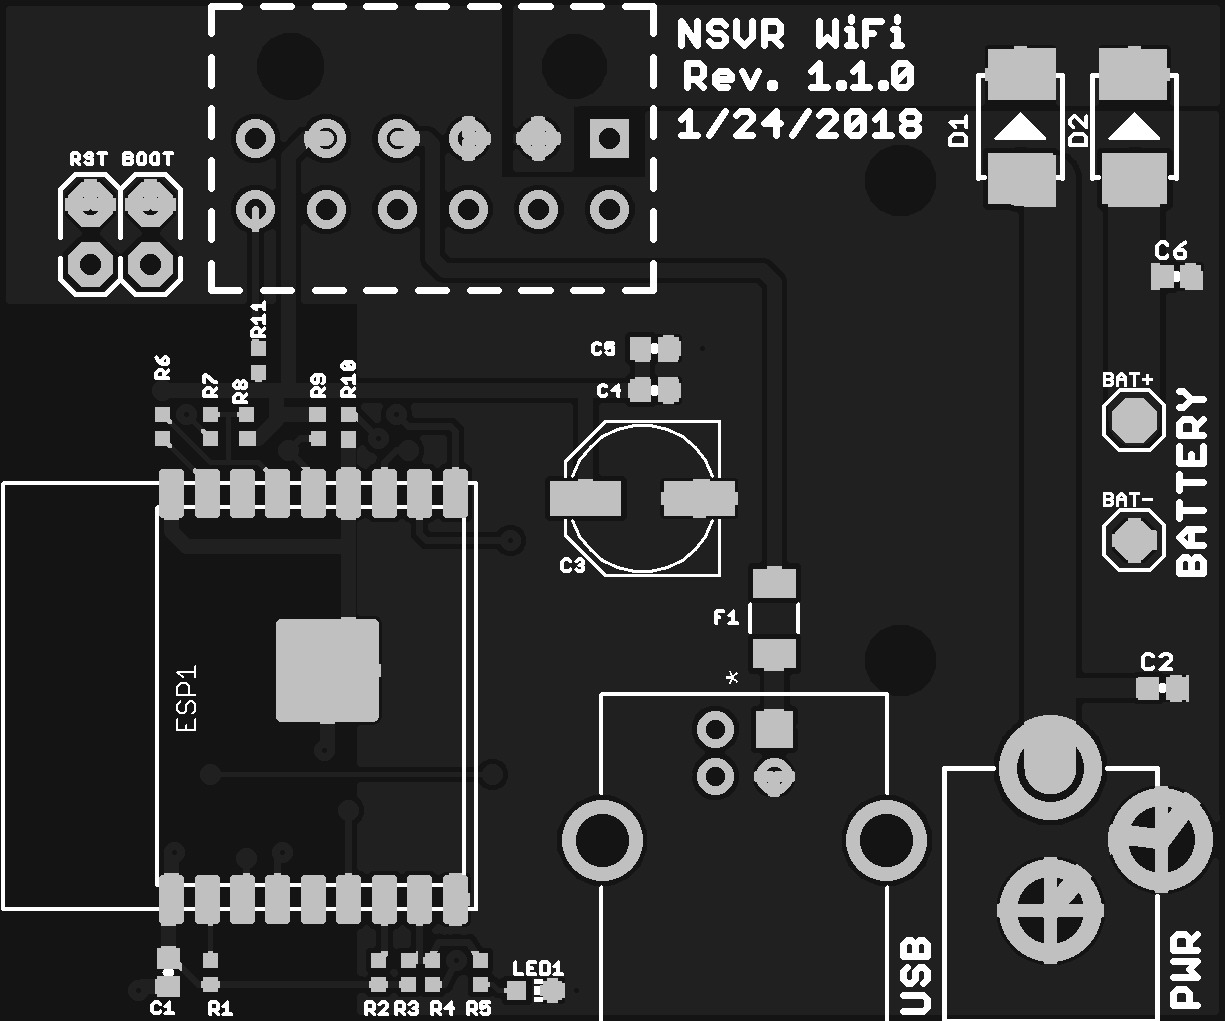 NSVR WiFi
Rev. 1.1.0
1/24/2018
D1
D2
RST BOOT
C6
R11
C5
R6
R7
R8
R9
R10
C4
BAT+
BATTERY
BAT-
C3
F1
*
ESP1
C2
USB
PWR
LED1
C1
R1
R2
R3
R4
R5